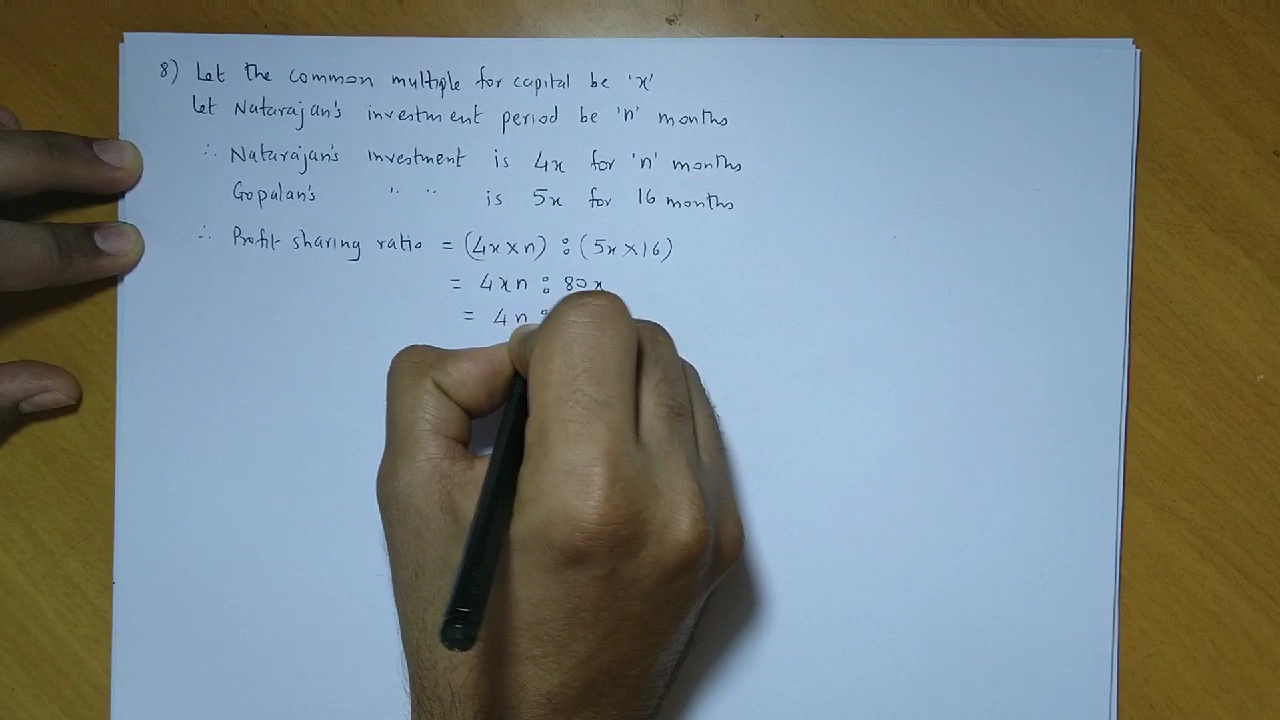 8) Let the common multiple for capital be 'x'
Let Natarajan's investment period be 'n' months
∴ Natarajan's investment is 4x for 'n' months
Gopalan's " " is 5x for 16 months
∴ Profit sharing ratio = (4x×n) : (5x×16)
= 4xn : 80x
= 4n :